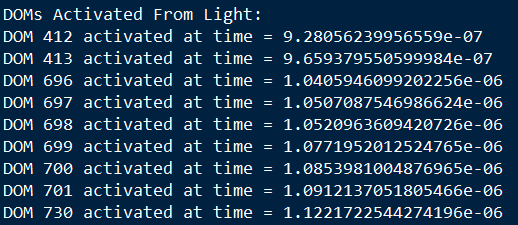 DOMs Activated From Light:
DOM 412 activated at time = 9.28056239956559e-07
DOM 413 activated at time = 9.659379550599984e-07
DOM 696 activated at time = 1.0405946099202256e-06
DOM 697 activated at time = 1.0507087546986624e-06
DOM 698 activated at time = 1.0520963609420726e-06
DOM 699 activated at time = 1.0771952012524765e-06
DOM 700 activated at time = 1.0853981004876965e-06
DOM 701 activated at time = 1.0912137051805466e-06
DOM 730 activated at time = 1.1221722544274196e-06